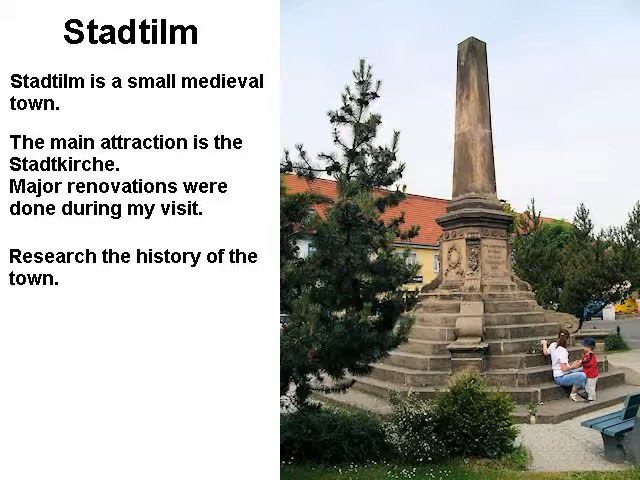 Stadtilm
Stadtilm is a small medieval
town.
The main attraction is the
Stadtkirche.
Major renovations were
done during my visit.
Research the history of the
town.